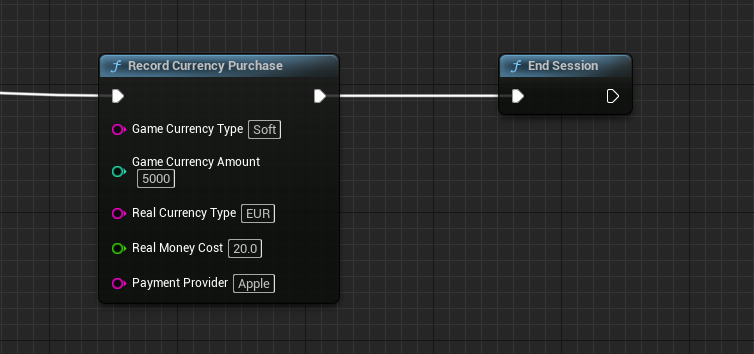 Record Currency Purchase
End Session
Game Currency Type Soft
Game Currency Amount
5000
Real Currency Type EUR
Real Money Cost 20.0
Payment Provider Apple